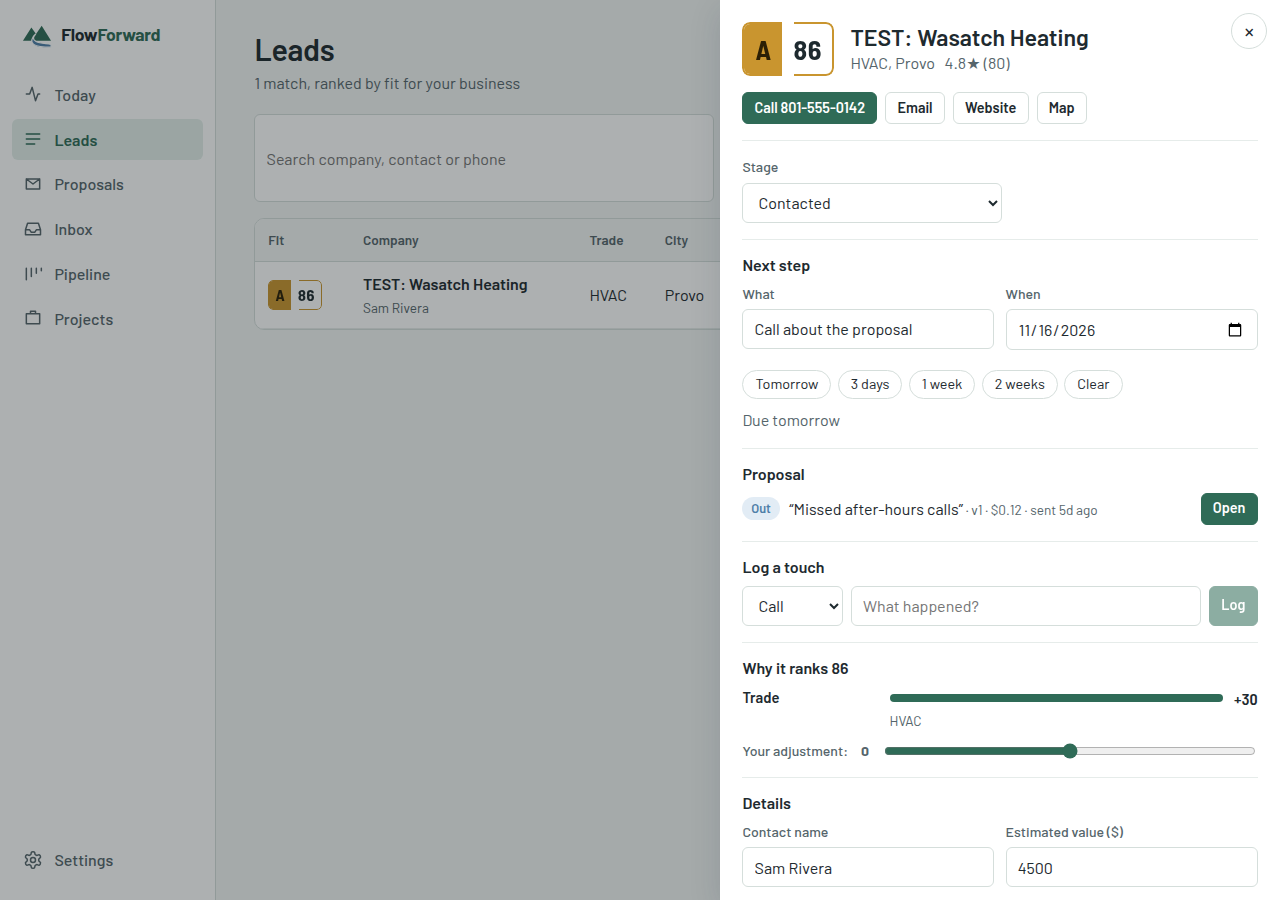 FlowForward
Today
Leads
Proposals
Inbox
Pipeline
Projects
Settings
Leads
1 match, ranked by fit for your business
Search company, contact or phone
Fit Company Trade City
A 86 TEST: Wasatch Heating HVAC Provo
Sam Rivera
×
A 86 TEST: Wasatch Heating
HVAC, Provo 4.8★ (80)
Call 801-555-0142 Email Website Map
Stage
Contacted
Next step
What When
Call about the proposal 11/16/2026
Tomorrow 3 days 1 week 2 weeks Clear
Due tomorrow
Proposal
Out “Missed after-hours calls” · v1 · $0.12 · sent 5d ago Open
Log a touch
Call What happened? Log
Why it ranks 86
Trade +30
HVAC
Your adjustment: 0
Details
Contact name Estimated value ($)
Sam Rivera 4500